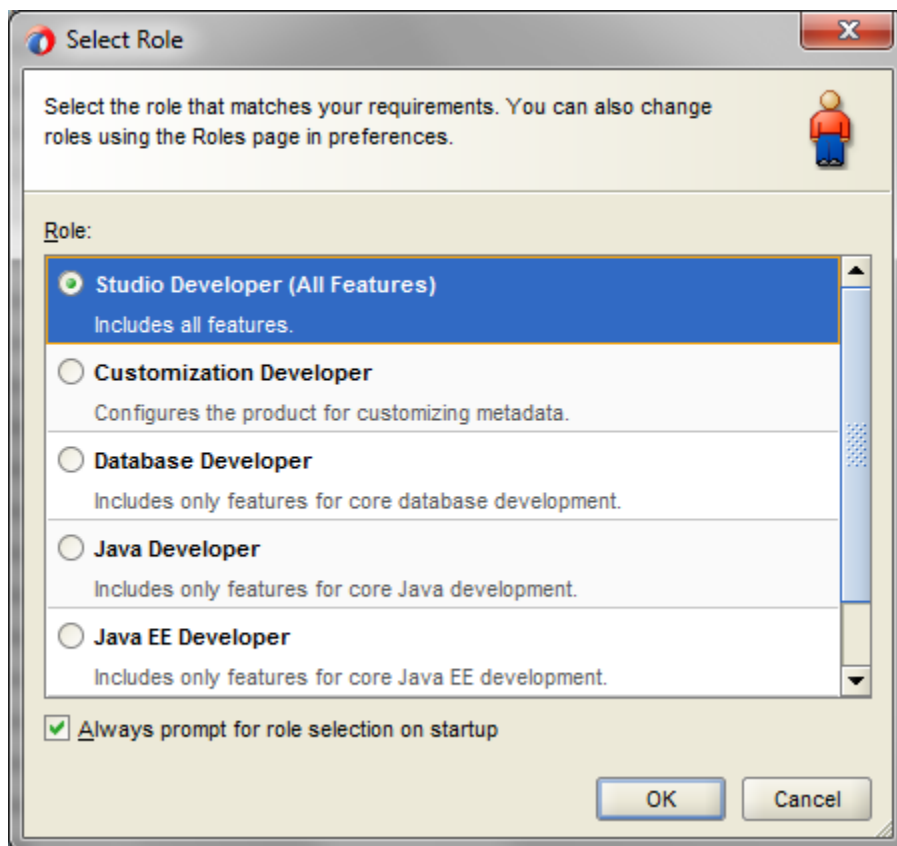 Select Role
Select the role that matches your requirements. You can also change
roles using the Roles page in preferences.
Role:
Studio Developer (All Features)
Includes all features.
Customization Developer
Configures the product for customizing metadata.
Database Developer
Includes only features for core database development.
Java Developer
Includes only features for core Java development.
Java EE Developer
Includes only features for core Java EE development.
Always prompt for role selection on startup
OK Cancel